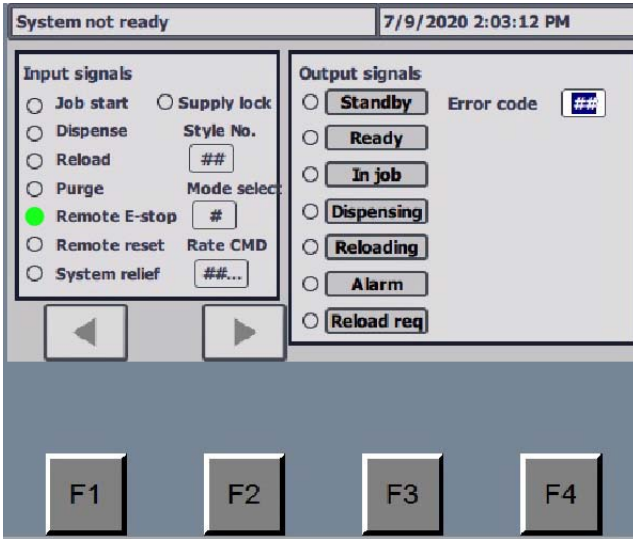 System not ready
7/9/2020 2:03:12 PM
Input signals
Job start
Supply lock
Dispense
Style No.
Reload
##
Purge
Mode select
Remote E-stop
#
Remote reset
Rate CMD
System relief
##...
Output signals
Standby
Error code
##
Ready
In job
Dispensing
Reloading
Alarm
Reload req
F1
F2
F3
F4